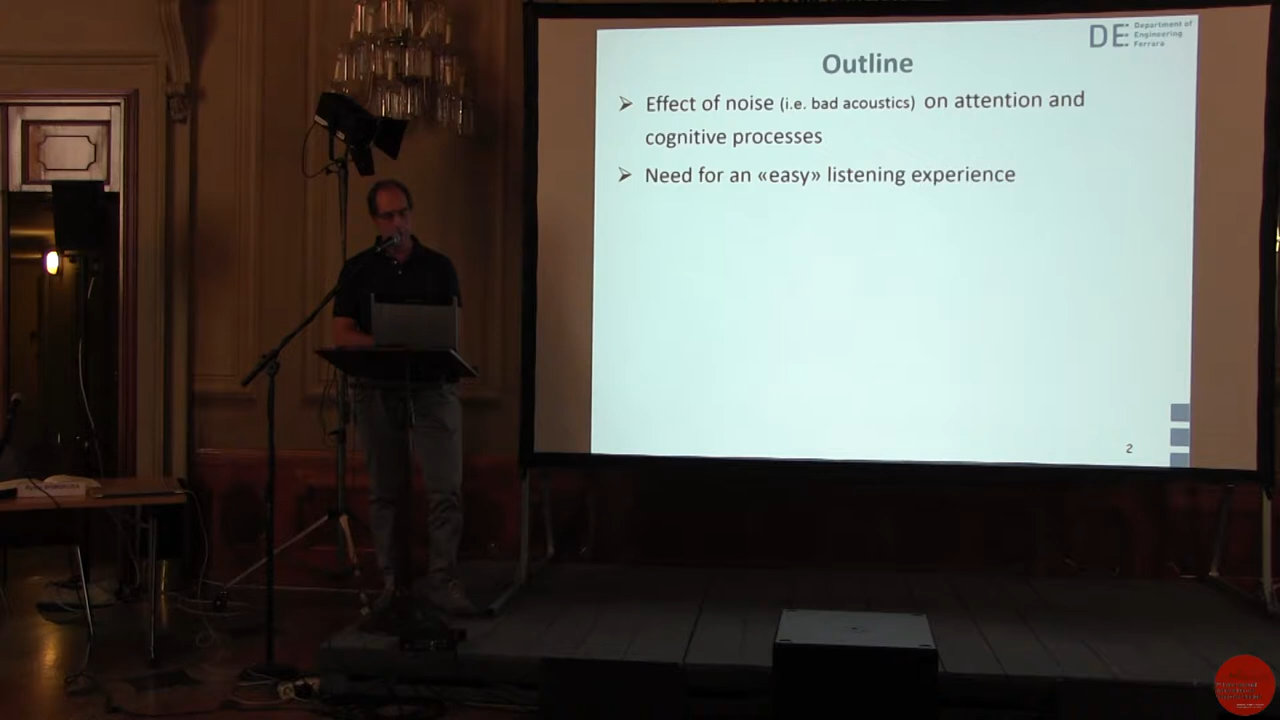 DE
Department of
Engineering
Ferrara
Outline
➢ Effect of noise (i.e. bad acoustics) on attention and
cognitive processes
➢ Need for an «easy» listening experience
2